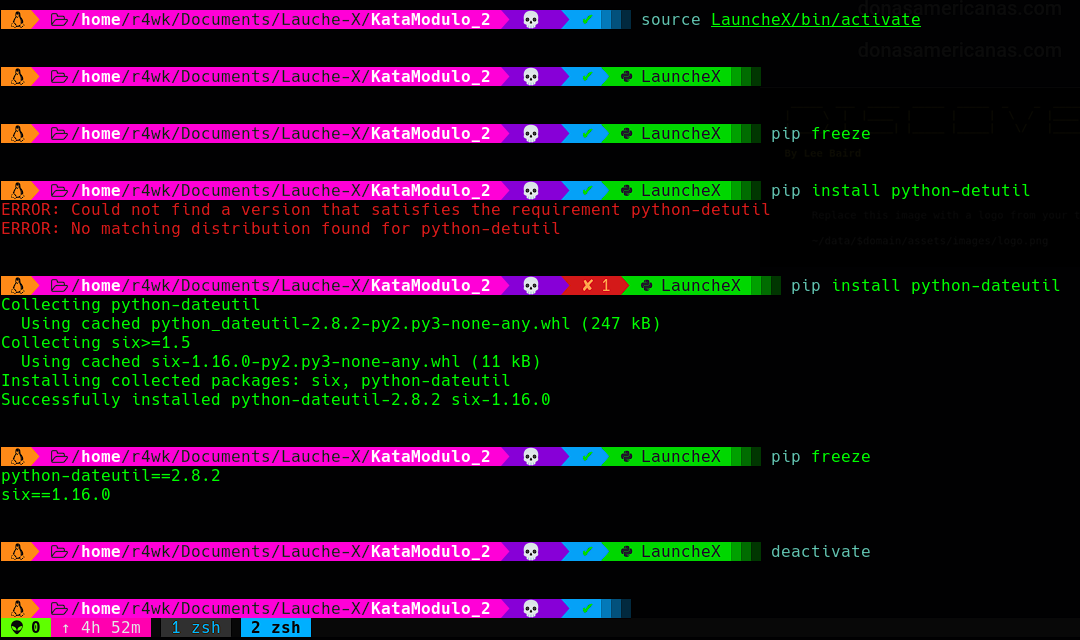 donasamericanas.com
/home/r4wk/Documents/Lauche-X/KataModulo_2 ✔ source LauncheX/bin/activate
donasamericanas.com
/home/r4wk/Documents/Lauche-X/KataModulo_2 ✔ LauncheX
/home/r4wk/Documents/Lauche-X/KataModulo_2 ✔ LauncheX pip freeze
By Lee Baird
/home/r4wk/Documents/Lauche-X/KataModulo_2 ✔ LauncheX pip install python-detutil
ERROR: Could not find a version that satisfies the requirement python-detutil
ERROR: No matching distribution found for python-detutil
/home/r4wk/Documents/Lauche-X/KataModulo_2 ✘ 1 LauncheX pip install python-dateutil
Collecting python-dateutil
  Using cached python_dateutil-2.8.2-py2.py3-none-any.whl (247 kB)
Collecting six>=1.5
  Using cached six-1.16.0-py2.py3-none-any.whl (11 kB)
Installing collected packages: six, python-dateutil
Successfully installed python-dateutil-2.8.2 six-1.16.0
/home/r4wk/Documents/Lauche-X/KataModulo_2 ✔ LauncheX pip freeze
python-dateutil==2.8.2
six==1.16.0
/home/r4wk/Documents/Lauche-X/KataModulo_2 ✔ LauncheX deactivate
/home/r4wk/Documents/Lauche-X/KataModulo_2 ✔
0 ↑ 4h 52m 1 zsh 2 zsh